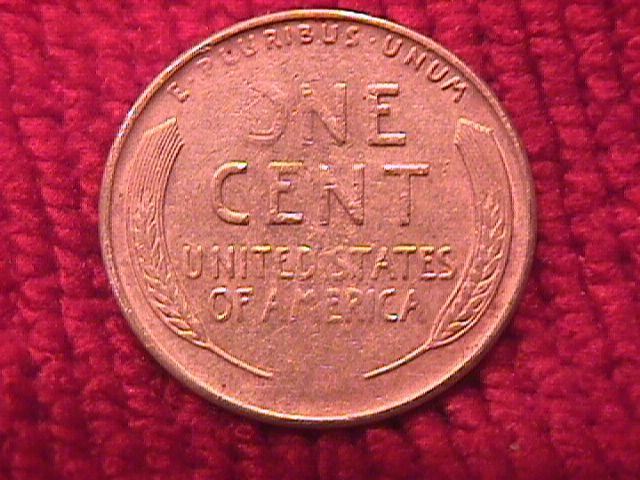 E PLURIBUS · UNUM
ONE
CENT
UNITED STATES
OF AMERICA